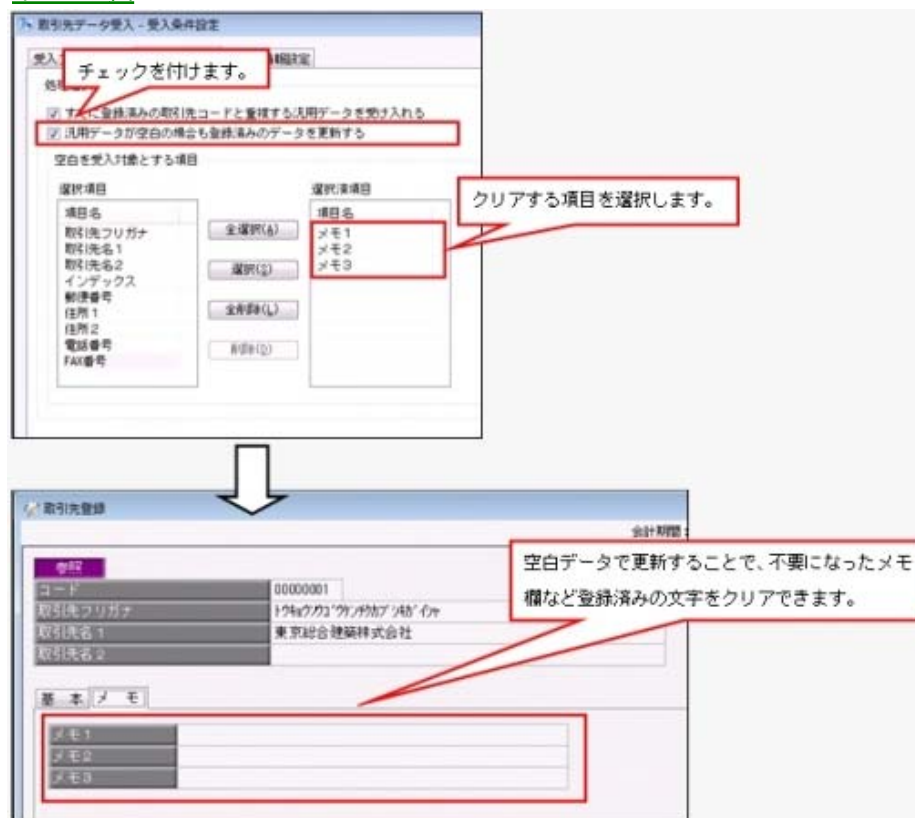 取引先データ受入 - 受入条件設定
受入
チェックを付けます。
すでに登録済みの取引先コードと重複する汎用データを受け入れる
汎用データが空白の場合も登録済みのデータを更新する
空白を受入対象とする項目
選択項目
選択済項目
クリアする項目を選択します。
項目名
項目名
取引先フリガナ
全選択(A)
メモ1
取引先名1
メモ2
取引先名2
選択(S)
メモ3
インデックス
郵便番号
住所1
全削除(L)
住所2
電話番号
削除(D)
FAX番号
取引先登録
会計期間:
空白データで更新することで、不要になったメモ
欄など登録済みの文字をクリアできます。
参照
コード
00000001
取引先フリガナ
取引先名1
東京総合建築株式会社
取引先名2
基 本
メ モ
メモ1
メモ2
メモ3